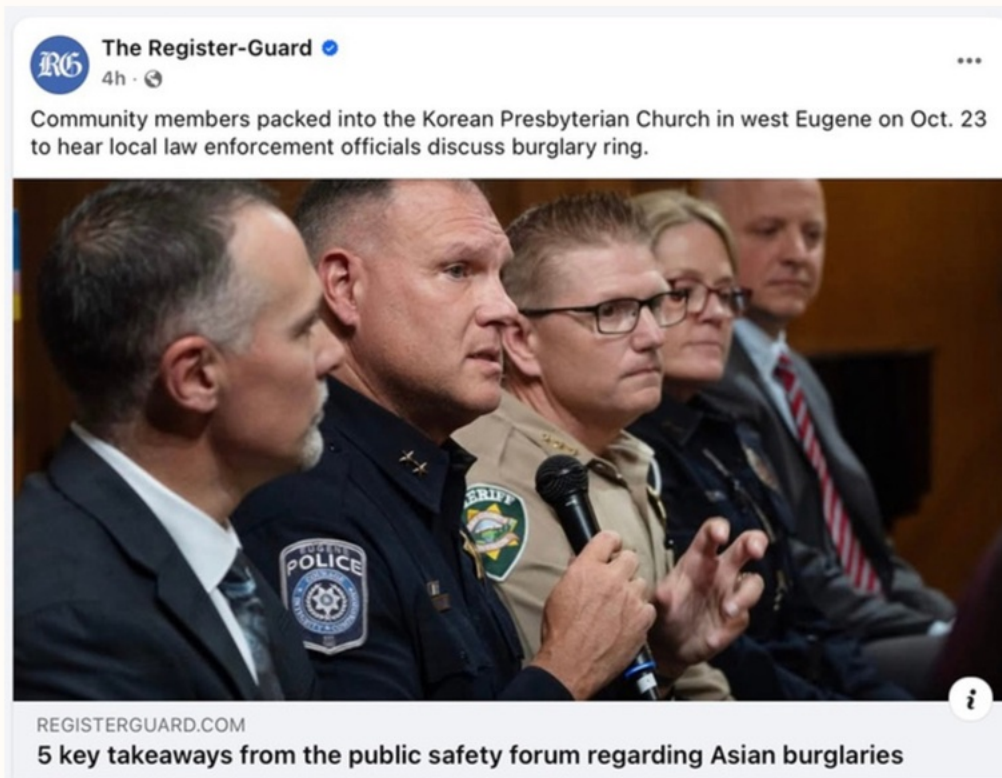 RG
The Register-Guard
4h ·
Community members packed into the Korean Presbyterian Church in west Eugene on Oct. 23
to hear local law enforcement officials discuss burglary ring.
EUGENE
POLICE
ERIFF
i
REGISTERGUARD.COM
5 key takeaways from the public safety forum regarding Asian burglaries